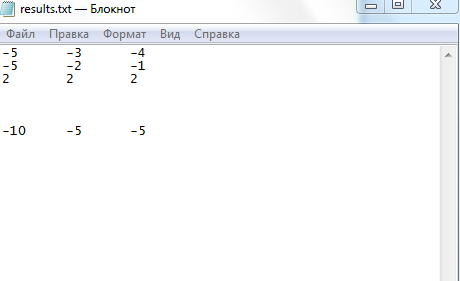 results.txt — Блокнот
Файл Правка Формат Вид Справка
-5 -3 -4
-5 -2 -1
2 2 2
-10 -5 -5